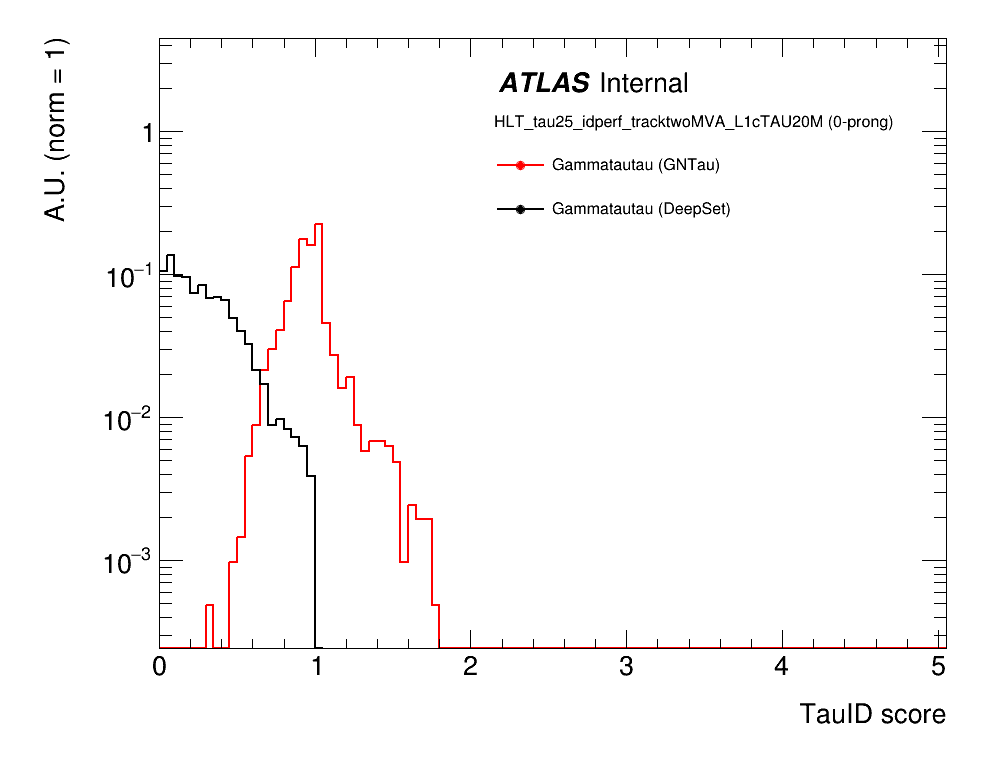 A.U. (norm = 1)
ATLAS Internal
HLT_tau25_idperf_tracktwoMVA_L1cTAU20M (0-prong)
Gammatautau (GNTau)
Gammatautau (DeepSet)
1
10⁻¹
10⁻²
10⁻³
0 1 2 3 4 5
TauID score